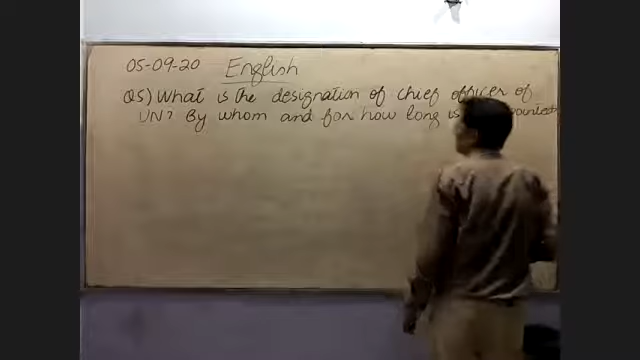 05-09-20 English
Q5) What is the designation of chief officer of
UN? By whom and for how long is